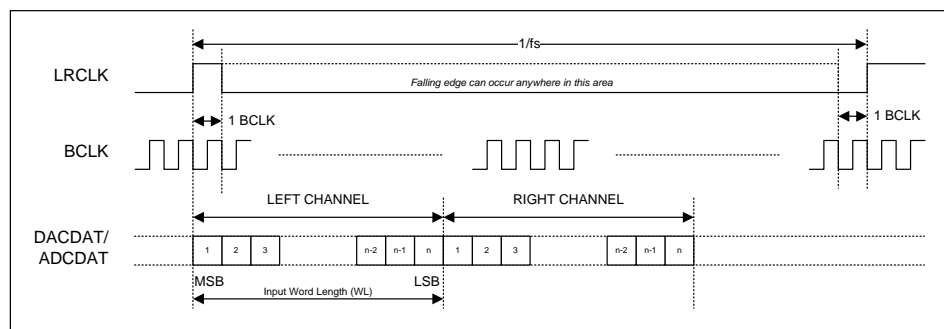 1/fs
LRCLK
Falling edge can occur anywhere in this area
1 BCLK
1 BCLK
BCLK
LEFT CHANNEL
RIGHT CHANNEL
DACDAT/
ADCDAT
1 2 3 n-2 n-1 n 1 2 3 n-2 n-1 n
MSB
LSB
Input Word Length (WL)